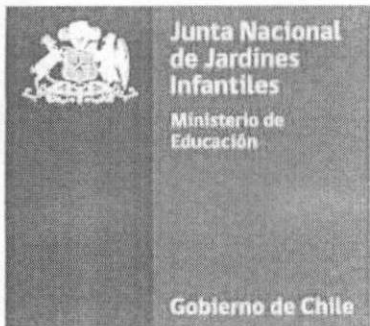 Junta Nacional
de Jardines
Infantiles
Ministerio de
Educación
Gobierno de Chile